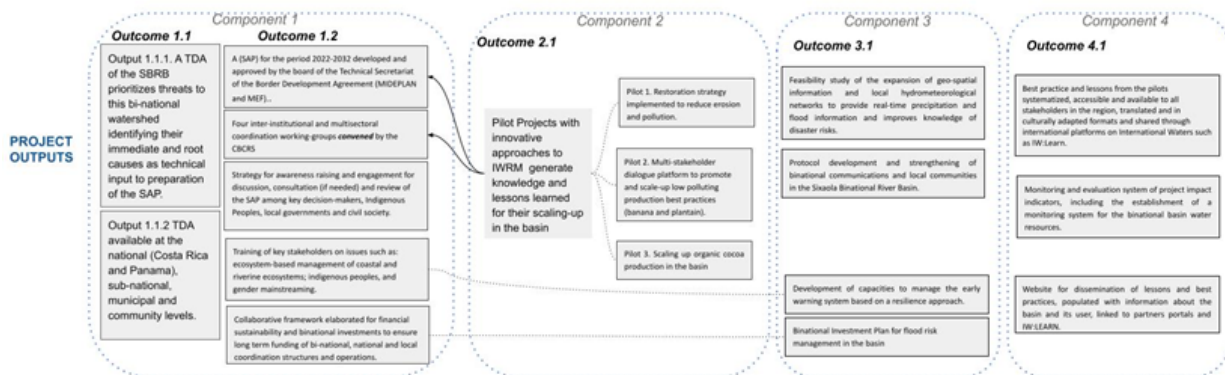 Component 1
Component 2
Component 3
Component 4
PROJECT
OUTPUTS
Outcome 1.1
Output 1.1.1. A TDA
of the SBRB
prioritizes threats to
this bi-national
watershed
identifying their
immediate and root
causes as technical
input to preparation
of the SAP.
Output 1.1.2 TDA
available at the
national (Costa Rica
and Panama),
sub-national,
municipal and
community levels.
Outcome 1.2
A (SAP) for the period 2022-2032 developed and
approved by the board of the Technical Secretariat
of the Border Development Agreement (MIDEPLAN
and MEF)...
Four inter-institutional and multisectoral
coordination working-groups convened by the
CBCRS
Strategy for awareness raising and engagement for
discussion, consultation (if needed) and review of
the SAP among key decision-makers, Indigenous
Peoples, local governments and civil society.
Training of key stakeholders on issues such as:
ecosystem-based management of coastal and
riverine ecosystems; indigenous peoples, and
gender mainstreaming.
Collaborative framework elaborated for financial
sustainability and binational investments to ensure
long term funding of bi-national, national and local
coordination structures and operations.
Outcome 2.1
Pilot Projects with
innovative
approaches to
IWRM generate
knowledge and
lessons learned
for their scaling-up
in the basin
Pilot 1. Restoration strategy
implemented to reduce erosion
and pollution.
Pilot 2. Multi-stakeholder
dialogue platform to promote
and scale-up low polluting
production best practices
(banana and plantain).
Pilot 3. Scaling up organic cocoa
production in the basin
Outcome 3.1
Feasibility study of the expansion of geo-spatial
information and local hydrometeorological
networks to provide real-time precipitation and
flood information and improves knowledge of
disaster risks.
Protocol development and strengthening of
binational communications and local communities
in the Sixaola Binational River Basin.
Development of capacities to manage the early
warning system based on a resilience approach.
Binational Investment Plan for flood risk
management in the basin
Outcome 4.1
Best practice and lessons from the pilots
systematized, accessible and available to all
stakeholders in the region, translated and in
culturally adapted formats and shared through
international platforms on International Waters such
as IW:Learn.
Monitoring and evaluation system of project impact
indicators, including the establishment of a
monitoring system for the binational basin water
resources.
Website for dissemination of lessons and best
practices, populated with information about the
basin and its user, linked to partners portals and
IW:LEARN.